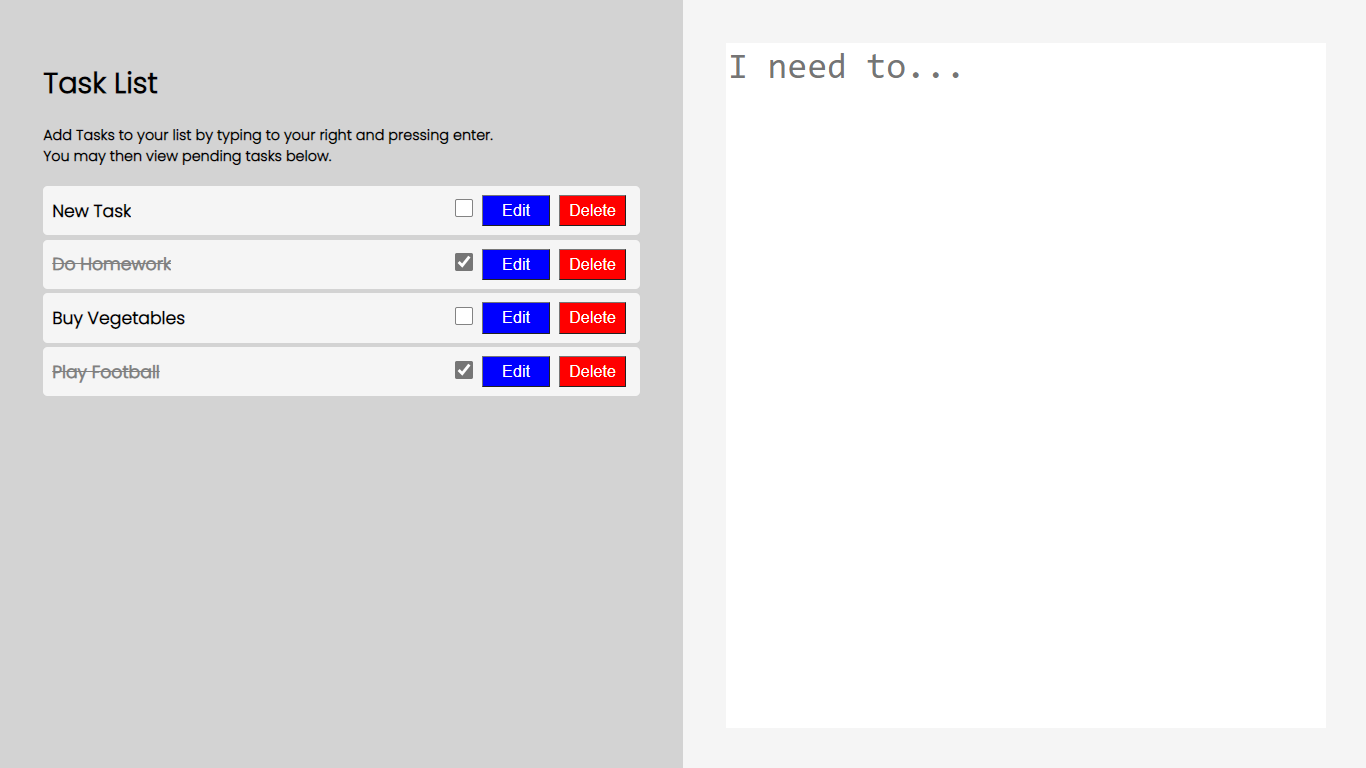 Task List
Add Tasks to your list by typing to your right and pressing enter.
You may then view pending tasks below.
New Task Edit Delete
Do Homework Edit Delete
Buy Vegetables Edit Delete
Play Football Edit Delete
I need to...